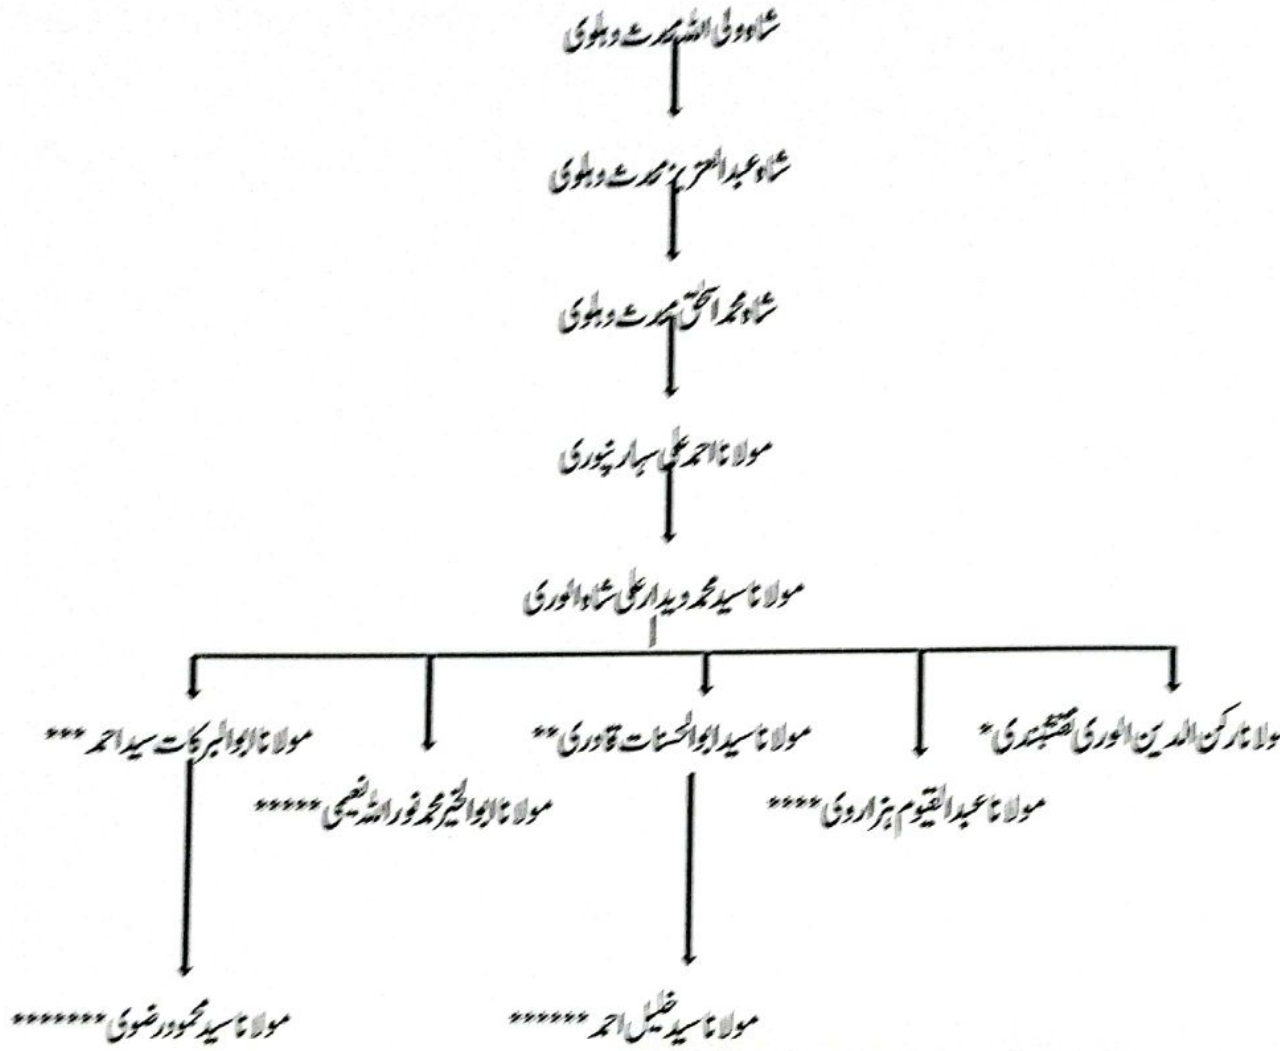 شاہ ولی اللہ محدث دہلوی
شاہ عبدالعزیز محدث دہلوی
شاہ محمد اسحٰق محدث دہلوی
مولانا احمد علی سہارنپوری
مولانا سید محمد دیدار علی شاہ الوری
مولانا رکن الدین الوری نقشبندی*
مولانا سید ابوالحسنات قادری**
مولانا ابوالبرکات سید احمد ***
مولانا عبدالقیوم ہزاروی****
مولانا ابوالخیر محمد نور اللہ نعیمی*****
مولانا سید خلیل احمد ******
مولانا سید محمود رضوی*******